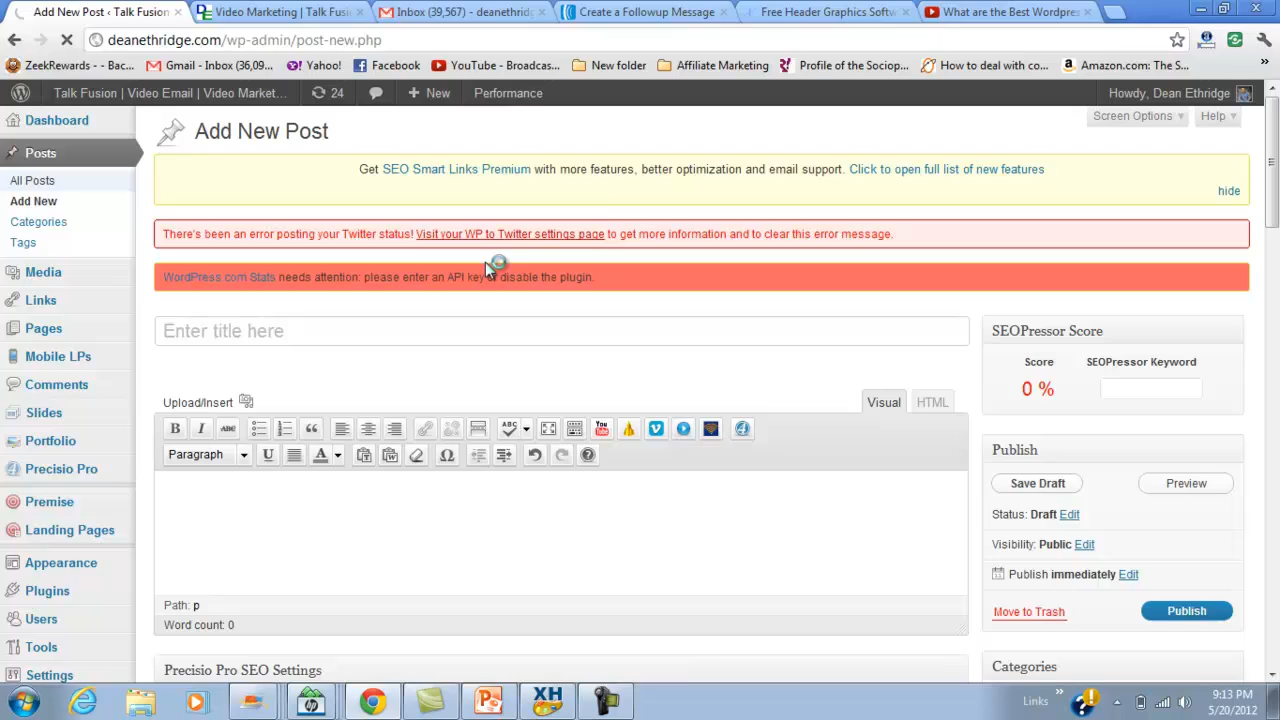 Add New Post ‹ Talk Fusion
Video Marketing | Talk Fus
Inbox (39,567) - deanethridg
Create a Followup Message
Free Header Graphics Softw
What are the Best Wordpres
deanethridge.com/wp-admin/post-new.php
ZeekRewards - - Bac...
Gmail - Inbox (36,09...
Yahoo!
Facebook
YouTube - Broadcas...
New folder
Affiliate Marketing
Profile of the Sociop...
How to deal with co...
Amazon.com: The S...
Talk Fusion | Video Email | Video Market...
24
New
Performance
Howdy, Dean Ethridge
Dashboard
Posts
All Posts
Add New
Categories
Tags
Media
Links
Pages
Mobile LPs
Comments
Slides
Portfolio
Precisio Pro
Premise
Landing Pages
Appearance
Plugins
Users
Tools
Settings
Add New Post
Screen Options
Help
Get SEO Smart Links Premium with more features, better optimization and email support. Click to open full list of new features
hide
There's been an error posting your Twitter status! Visit your WP to Twitter settings page to get more information and to clear this error message.
WordPress.com Stats needs attention: please enter an API key or disable the plugin.
Enter title here
Upload/Insert
Visual
HTML
B I ABC
ABC
You Tube
Paragraph
U
A
Path: p
Word count: 0
Precisio Pro SEO Settings
SEOPressor Score
Score
SEOPressor Keyword
0 %
Publish
Save Draft
Preview
Status: Draft Edit
Visibility: Public Edit
Publish immediately Edit
Move to Trash
Publish
Categories
Links
9:13 PM
5/20/2012